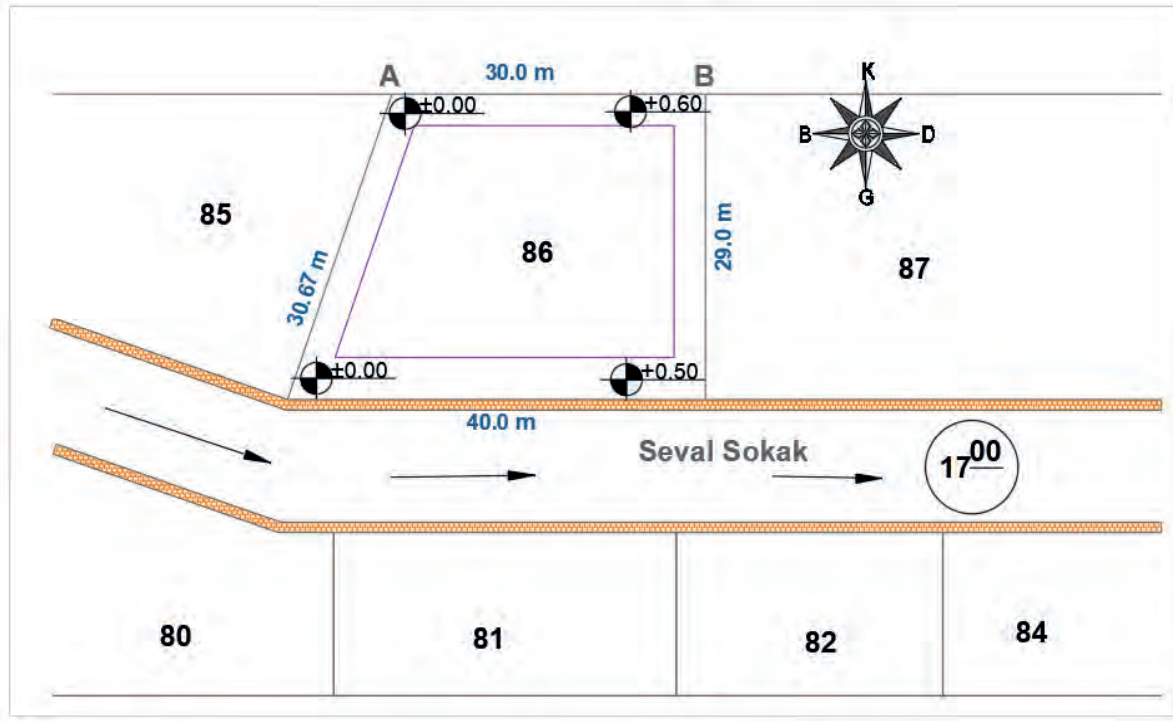 A 30.0 m B
±0.00 +0.60
K
B D
G
85
86
87
30.67 m
29.0 m
±0.00 +0.50
40.0 m
Seval Sokak
17 00
80 81 82 84